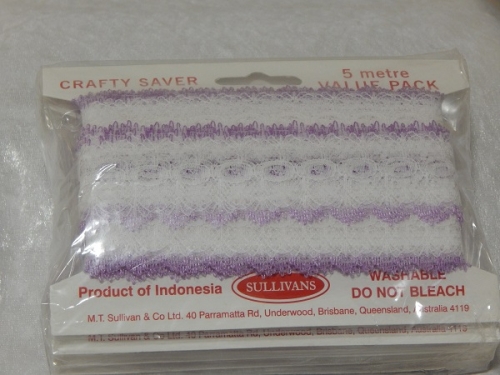 CRAFTY SAVER
5 metre
VALUE PACK
Product of Indonesia
SULLIVANS
WASHABLE
DO NOT BLEACH
M.T. Sullivan & Co Ltd. 40 Parramatta Rd, Underwood, Brisbane, Queensland, Australia 4119